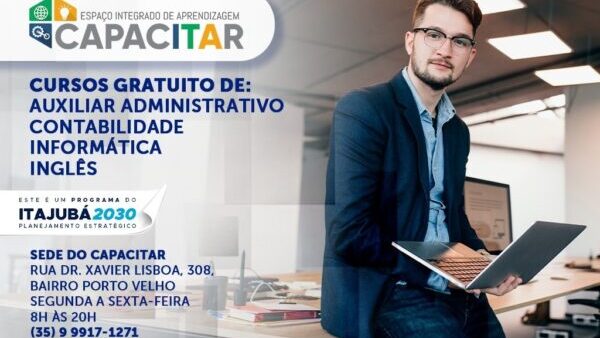 ESPAÇO INTEGRADO DE APRENDIZAGEM
CAPACITAR
CURSOS GRATUITO DE:
AUXILIAR ADMINISTRATIVO
CONTABILIDADE
INFORMÁTICA
INGLÊS
ESTE É UM PROGRAMA DO
ITAJUBÁ2030
PLANEJAMENTO ESTRATÉGICO
SEDE DO CAPACITAR
RUA DR. XAVIER LISBOA, 308,
BAIRRO PORTO VELHO
SEGUNDA A SEXTA-FEIRA
8H ÀS 20H
(35) 9 9917-1271